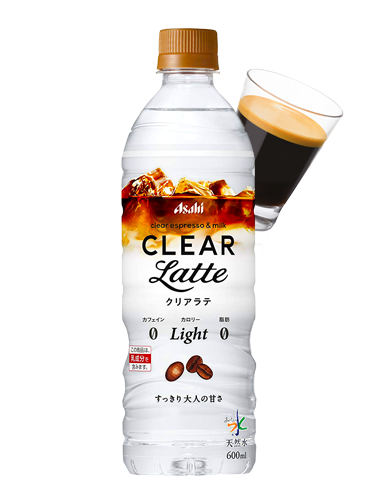 Asahi
clear espresso & milk
CLEAR
Latte
クリアラテ
カフェイン カロリー 脂肪
0 Light 0
この商品は、
乳成分を
含みます。
すっきり大人の甘さ
水
天然水
600ml